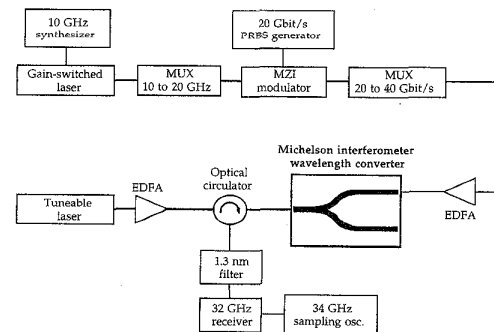 10 GHz
synthesizer
20 Gbit/s
PRBS generator
Gain-switched
laser
MUX
10 to 20 GHz
MZI
modulator
MUX
20 to 40 Gbit/s
Michelson interferometer
wavelength converter
Optical
circulator
EDFA
Tuneable
laser
EDFA
1.3 nm
filter
32 GHz
receiver
34 GHz
sampling osc.